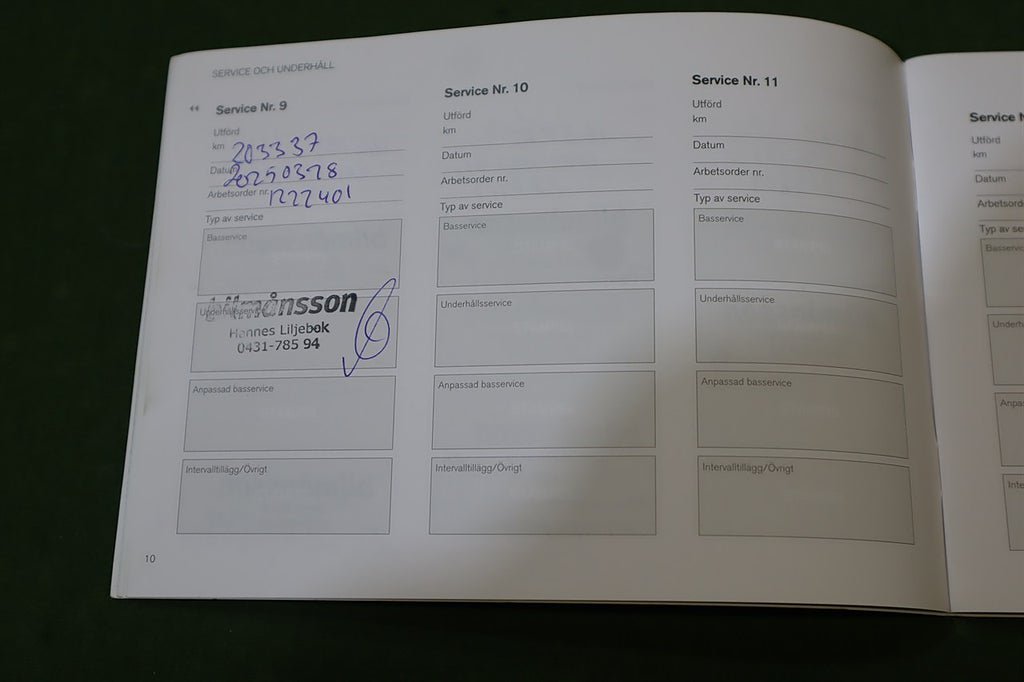 SERVICE OCH UNDERHÅLL
Service Nr. 9
Utförd
km 203337
Datum 20250328
Arbetsorder nr. 1222401
Typ av service
Basservice
Underhållsservice
bilmånsson
Hannes Liljebok
0431-785 94
Anpassad basservice
Intervalltillägg/Övrigt
10
Service Nr. 10
Utförd
km
Datum
Arbetsorder nr.
Typ av service
Basservice
Underhållsservice
Anpassad basservice
Intervalltillägg/Övrigt
Service Nr. 11
Utförd
km
Datum
Arbetsorder nr.
Typ av service
Basservice
Underhållsservice
Anpassad basservice
Intervalltillägg/Övrigt
Service
Utförd
km
Datum